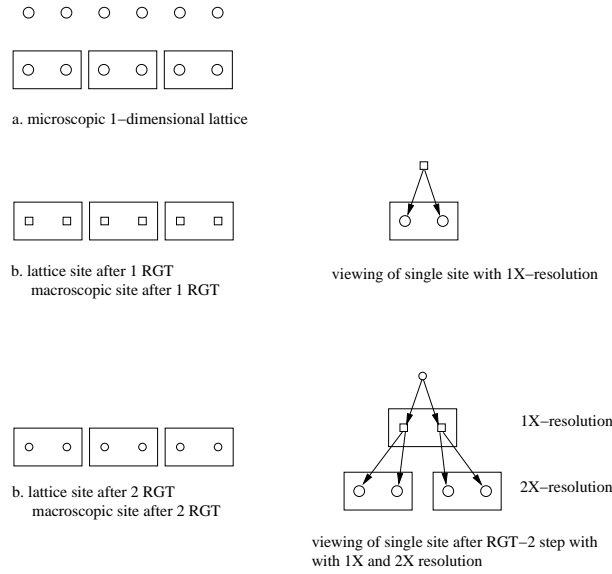 a. microscopic 1−dimensional lattice
b. lattice site after 1 RGT
macroscopic site after 1 RGT
viewing of single site with 1X−resolution
1X−resolution
2X−resolution
b. lattice site after 2 RGT
macroscopic site after 2 RGT
viewing of single site after RGT−2 step with
with 1X and 2X resolution